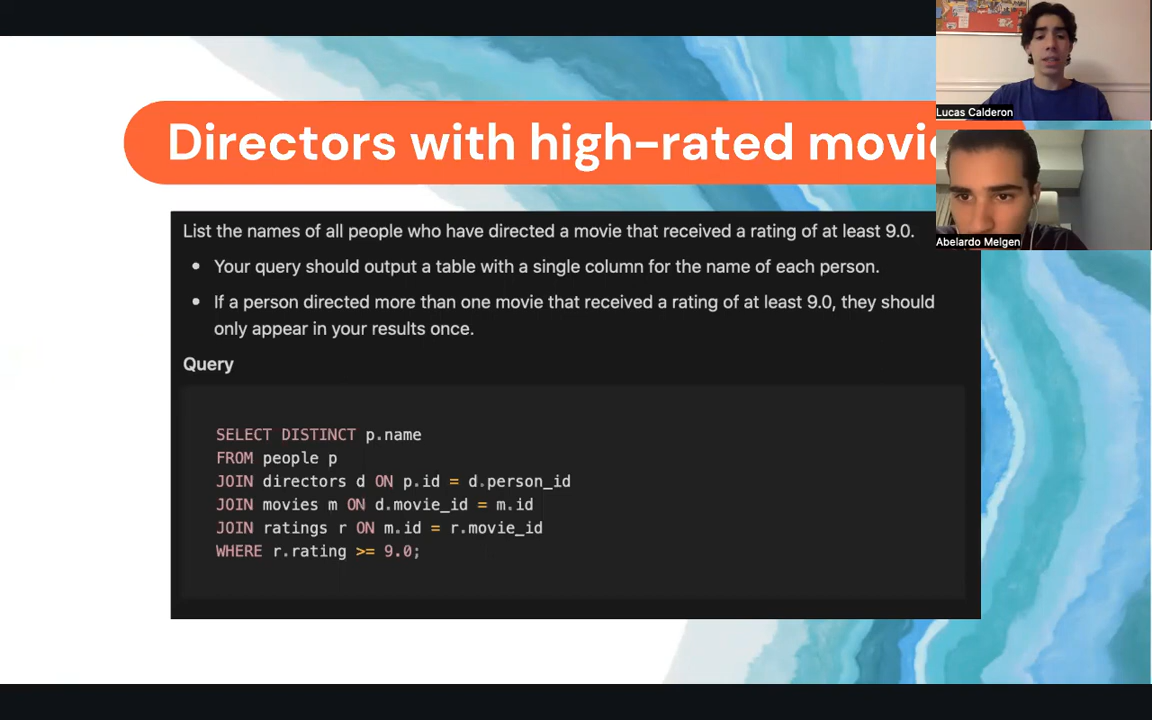 Directors with high-rated movi
Lucas Calderon
Abelardo Melgen
List the names of all people who have directed a movie that received a rating of at least 9.0.
• Your query should output a table with a single column for the name of each person.
• If a person directed more than one movie that received a rating of at least 9.0, they should
only appear in your results once.
Query
SELECT DISTINCT p.name
FROM people p
JOIN directors d ON p.id = d.person_id
JOIN movies m ON d.movie_id = m.id
JOIN ratings r ON m.id = r.movie_id
WHERE r.rating >= 9.0;